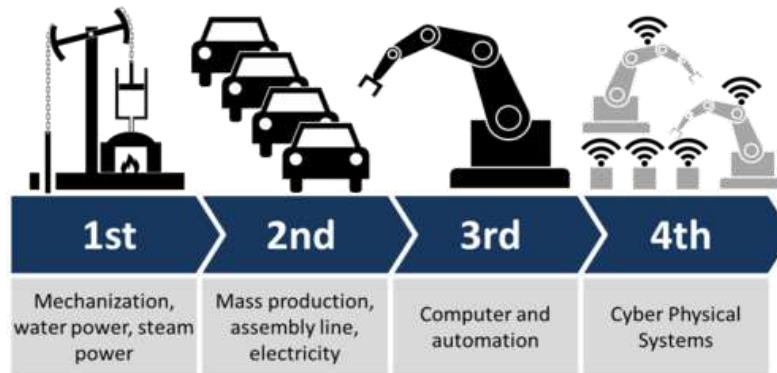 1st
2nd
3rd
4th
Mechanization,
water power, steam
power
Mass production,
assembly line,
electricity
Computer and
automation
Cyber Physical
Systems